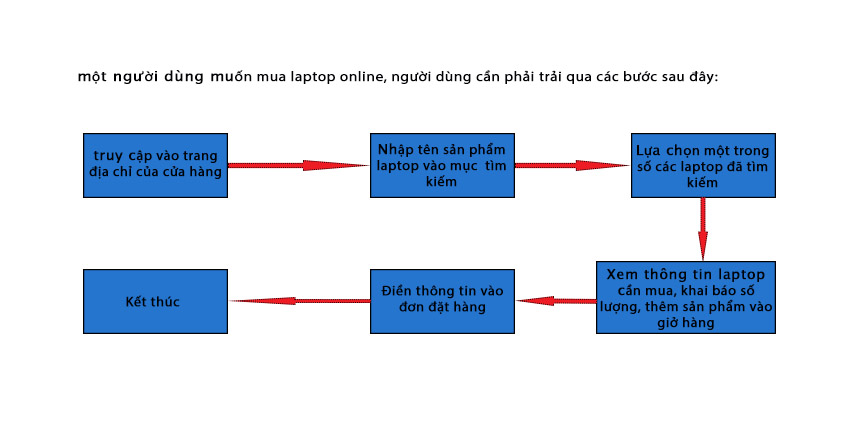 một người dùng muốn mua laptop online, người dùng cần phải trải qua các bước sau đây:
truy cập vào trang
địa chỉ của cửa hàng
Nhập tên sản phẩm
laptop vào mục tìm
kiếm
Lựa chọn một trong
số các laptop đã tìm
kiếm
Xem thông tin laptop
cần mua, khai báo số
lượng, thêm sản phẩm vào
giở hàng
Điền thông tin vào
đơn đặt hàng
Kết thúc